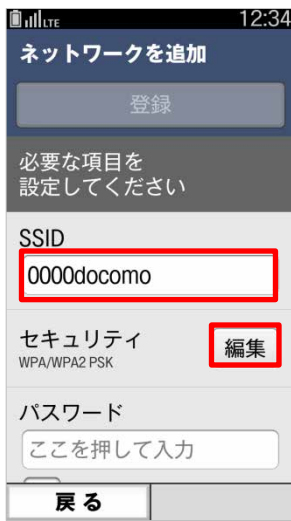 LTE 12:34
ネットワークを追加
登録
必要な項目を
設定してください
SSID
0000docomo
セキュリティ 編集
WPA/WPA2 PSK
パスワード
ここを押して入力
戻る